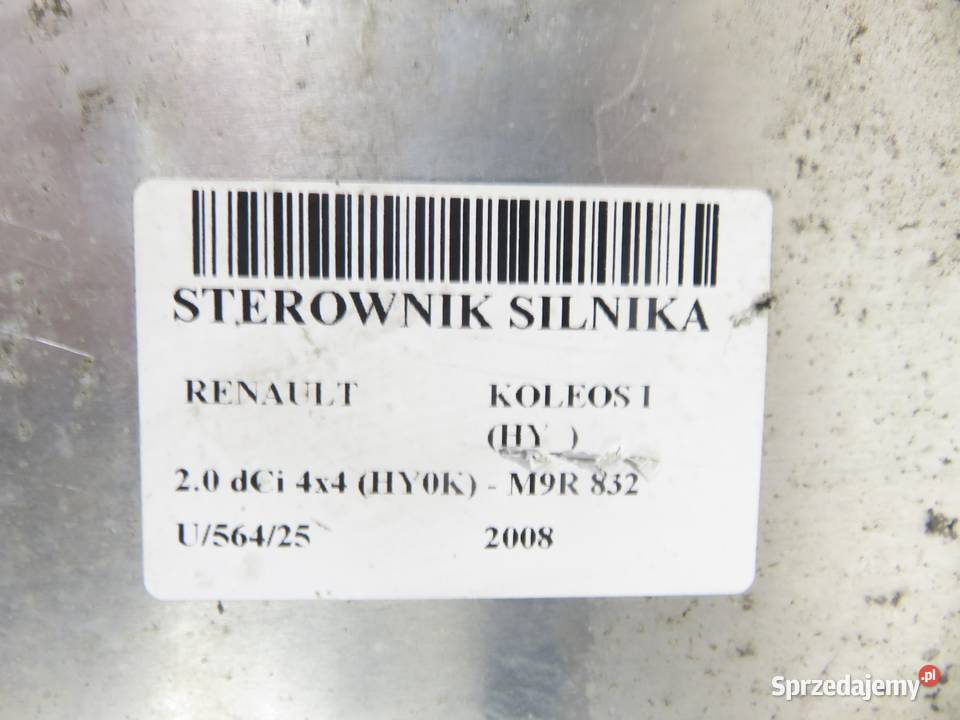 STEROWNIK SILNIKA
RENAULT KOLEOS I
(HY_)
2.0 dCi 4x4 (HY0K) - M9R 832
U/564/25 2008
Sprzedajemy.pl